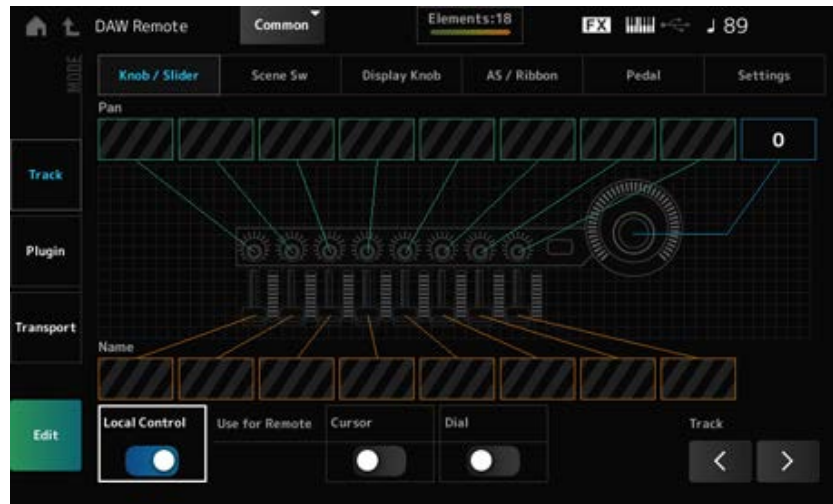 DAW Remote
Common
Elements:18
FX
♩ 89
MODE
Knob / Slider
Scene Sw
Display Knob
AS / Ribbon
Pedal
Settings
Pan
0
Track
Plugin
Transport
Name
Edit
Local Control
Use for Remote
Cursor
Dial
Track